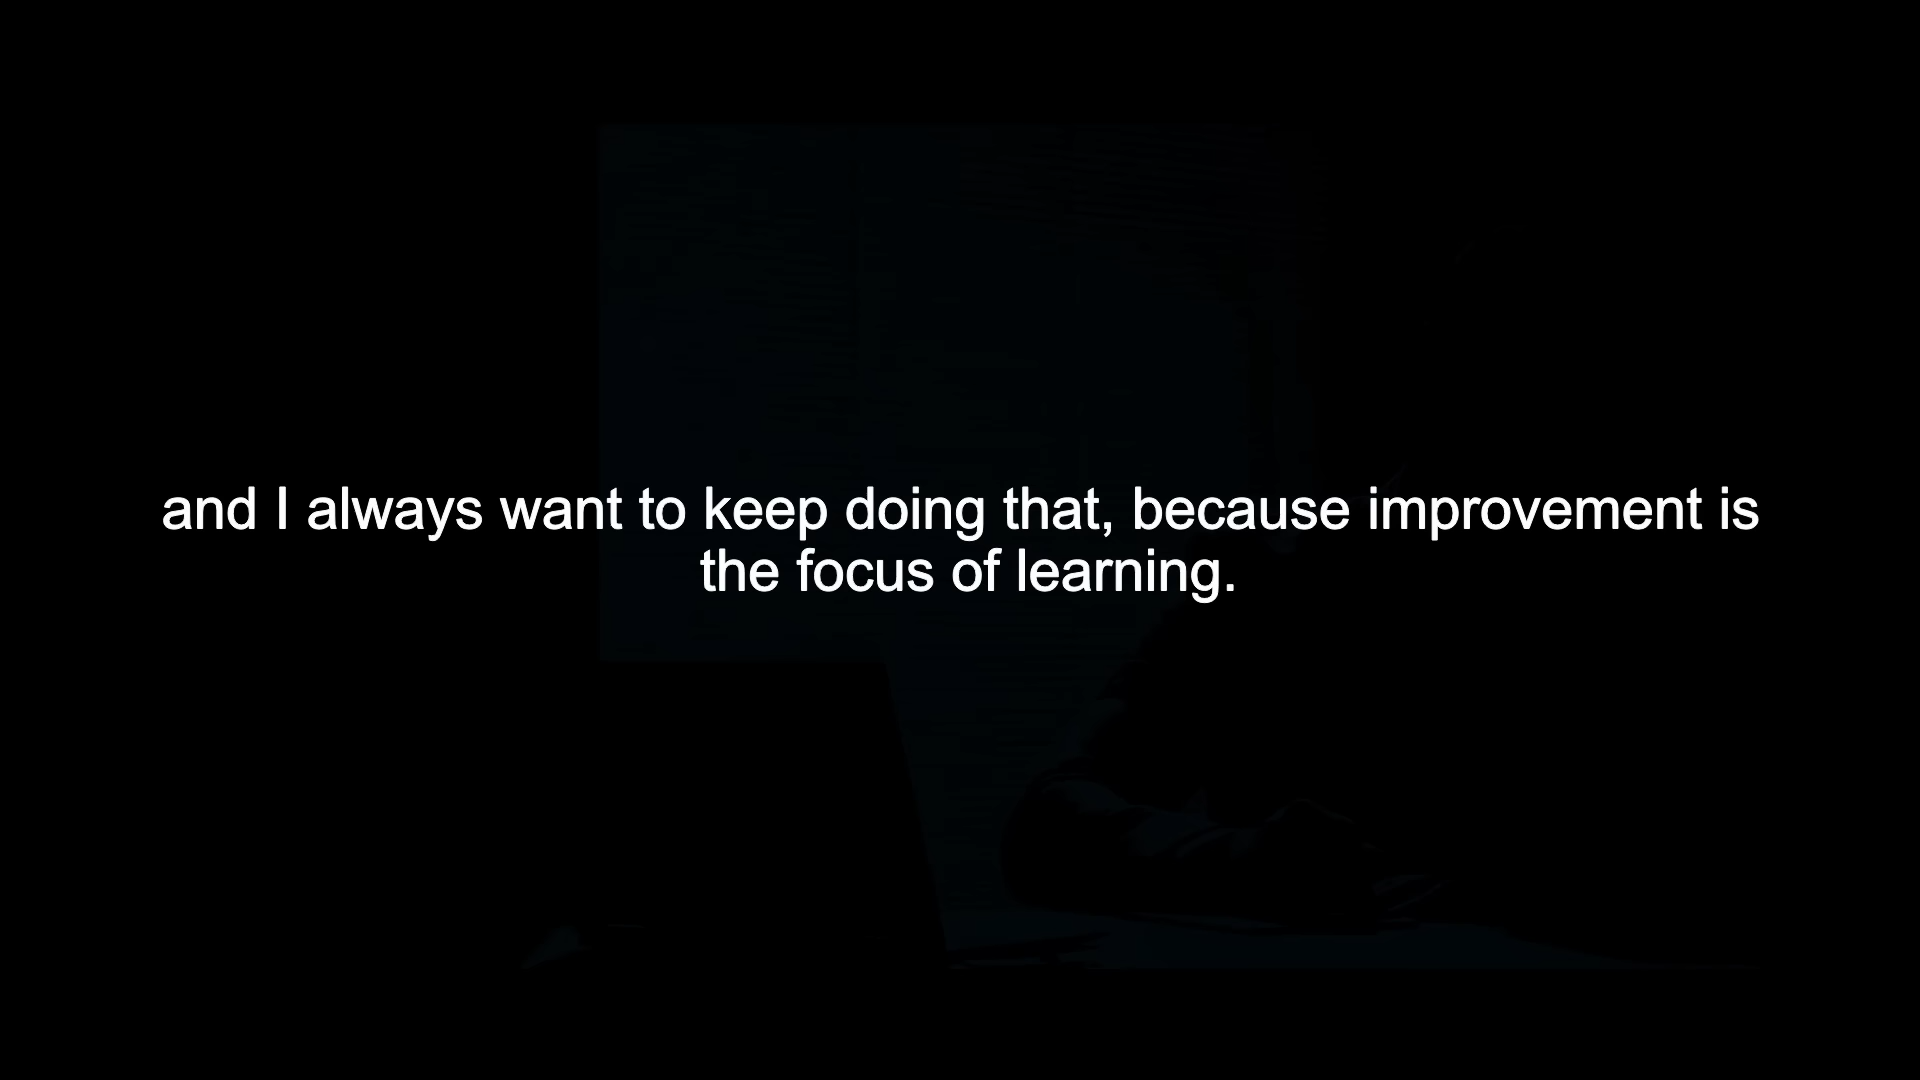 and I always want to keep doing that, because improvement is
the focus of learning.